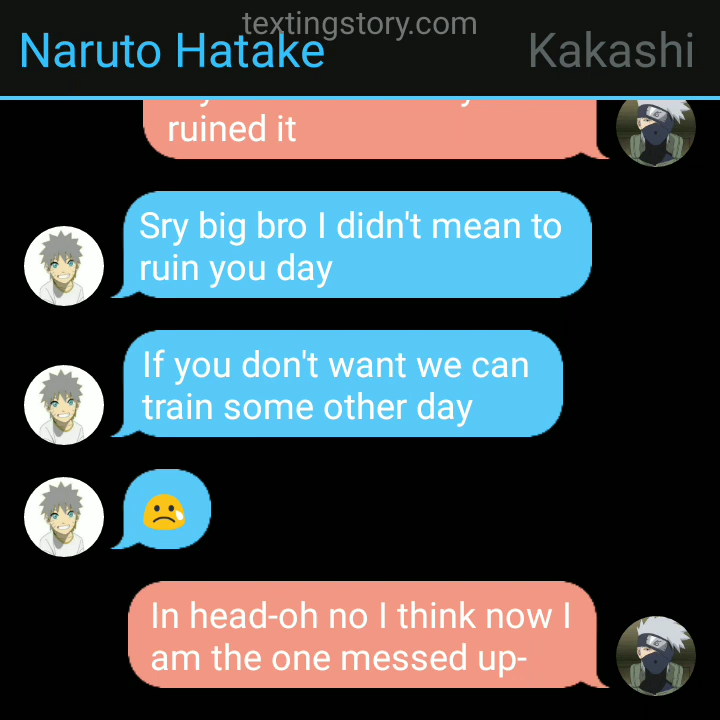 textingstory.com
Naruto Hatake
Kakashi
ruined it
Sry big bro I didn't mean to
ruin you day
If you don't want we can
train some other day
In head-oh no I think now I
am the one messed up-